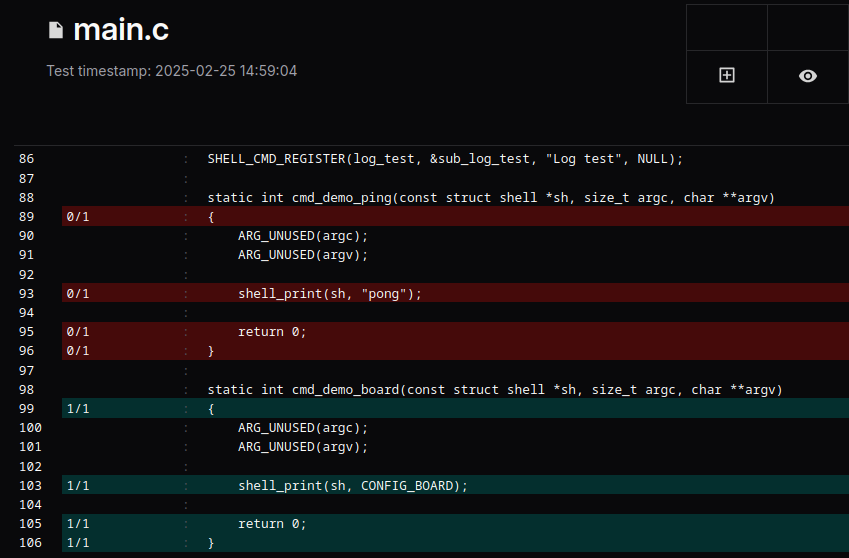 main.c
Test timestamp: 2025-02-25 14:59:04
86 : SHELL_CMD_REGISTER(log_test, &sub_log_test, "Log test", NULL);
87 :
88 : static int cmd_demo_ping(const struct shell *sh, size_t argc, char **argv)
89 0/1 : {
90 : ARG_UNUSED(argc);
91 : ARG_UNUSED(argv);
92 :
93 0/1 : shell_print(sh, "pong");
94 :
95 0/1 : return 0;
96 0/1 : }
97 :
98 : static int cmd_demo_board(const struct shell *sh, size_t argc, char **argv)
99 1/1 : {
100 : ARG_UNUSED(argc);
101 : ARG_UNUSED(argv);
102 :
103 1/1 : shell_print(sh, CONFIG_BOARD);
104 :
105 1/1 : return 0;
106 1/1 : }